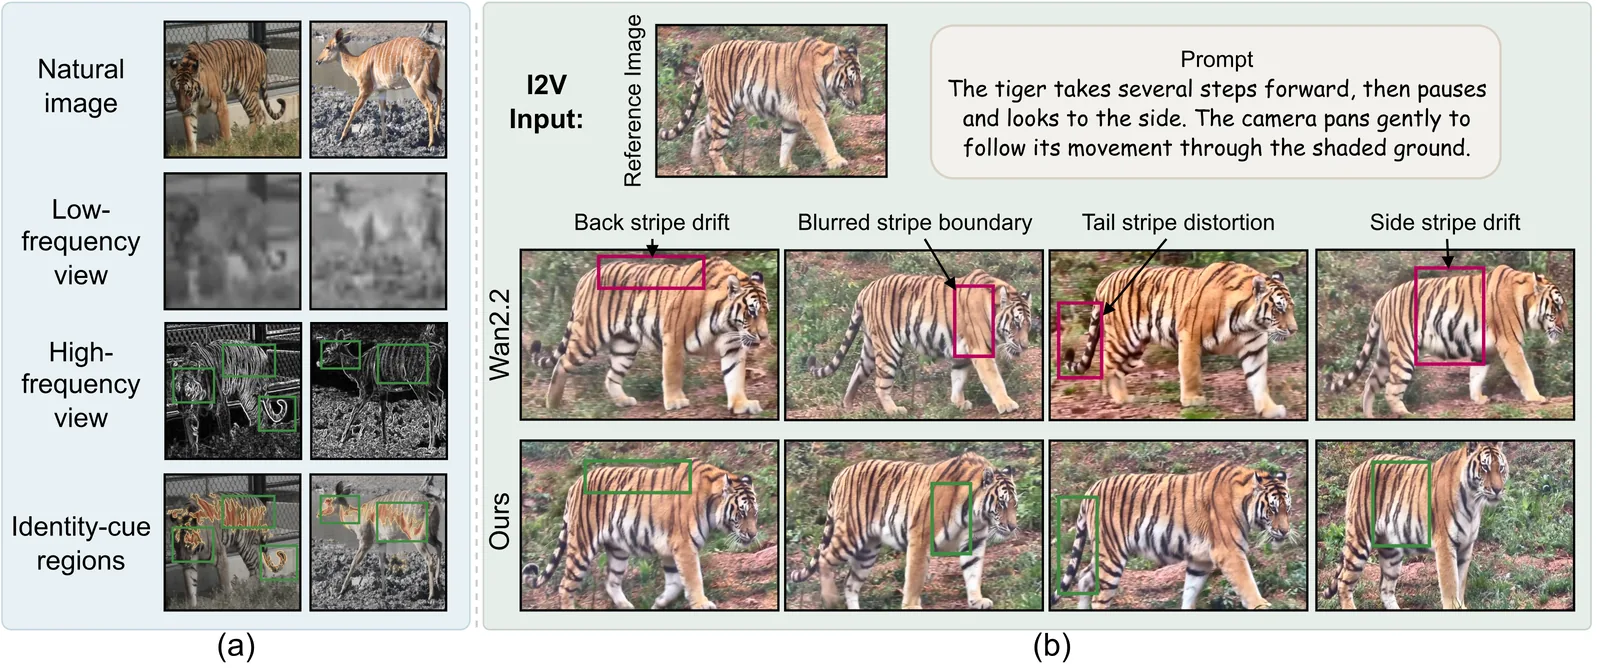 Natural
image
Low-
frequency
view
High-
frequency
view
Identity-cue
regions
(a)
I2V
Input:
Reference Image
Prompt
The tiger takes several steps forward, then pauses
and looks to the side. The camera pans gently to
follow its movement through the shaded ground.
Back stripe drift
Blurred stripe boundary
Tail stripe distortion
Side stripe drift
Wan2.2
Ours
(b)